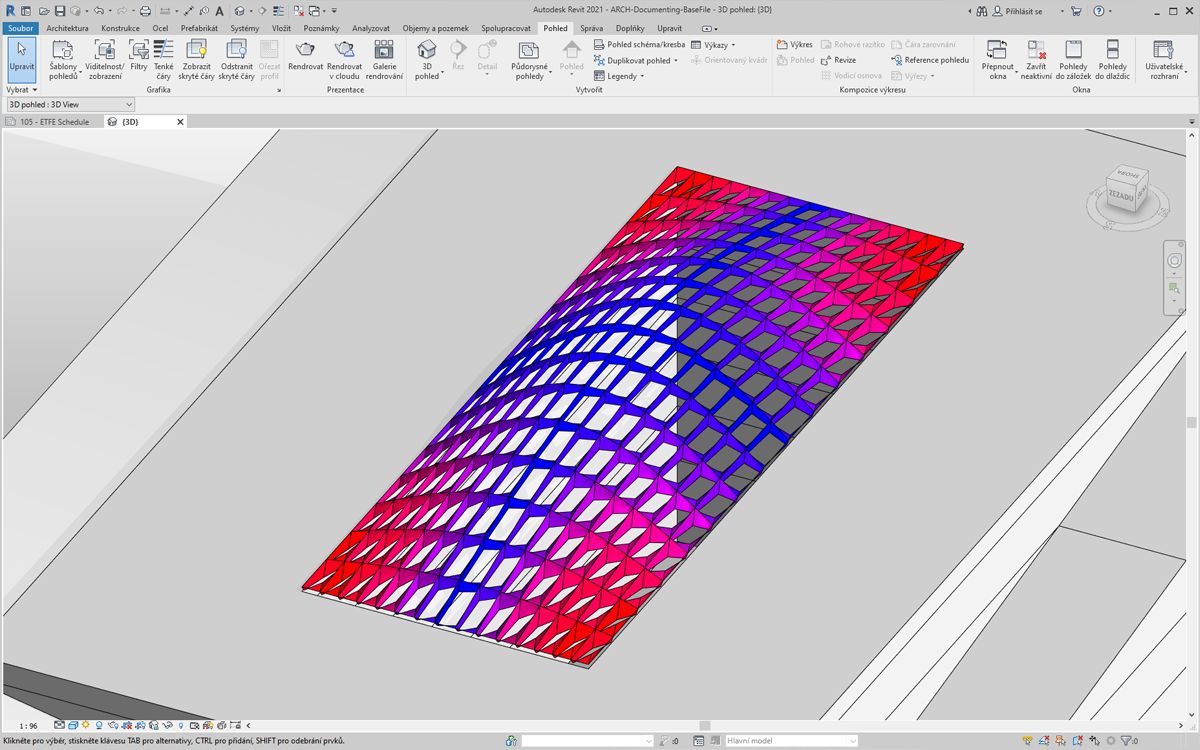 Autodesk Revit 2021 - ARCH-Documenting-BaseFile - 3D pohled: {3D}
Přihlásit se
Soubor Architektura Konstrukce Ocel Prefabrikát Systémy Vložit Poznámky Analyzovat Objemy a pozemek Spolupracovat Pohled Správa Doplňky Upravit
Upravit
Šablony pohledů
Viditelnost/ zobrazení
Filtry
Tenké čáry
Zobrazit skryté čáry
Odstranit skryté čáry
Ořezat profil
Rendrovat
Rendrovat v cloudu
Galerie rendrování
3D pohled
Řez
Detail
Půdorysné pohledy
Pohled
Pohled schéma/kresba
Duplikovat pohled
Legendy
Výkazy
Orientovaný kvádr
Výkres
Pohled
Rohové razítko
Revize
Vodicí osnova
Čára zarovnání
Reference pohledu
Výřezy
Přepnout okna
Zavřít neaktivní
Pohledy do záložek
Pohledy do dlaždic
Uživatelské rozhraní
Vybrat Grafika Prezentace Vytvořit Kompozice výkresu Okna
3D pohled : 3D View
105 - ETFE Schedule {3D}
ZEZADU
1 : 96
Klikněte pro výběr, stiskněte klávesu TAB pro alternativy, CTRL pro přidání, SHIFT pro odebrání prvků.
:0
Hlavní model
:0